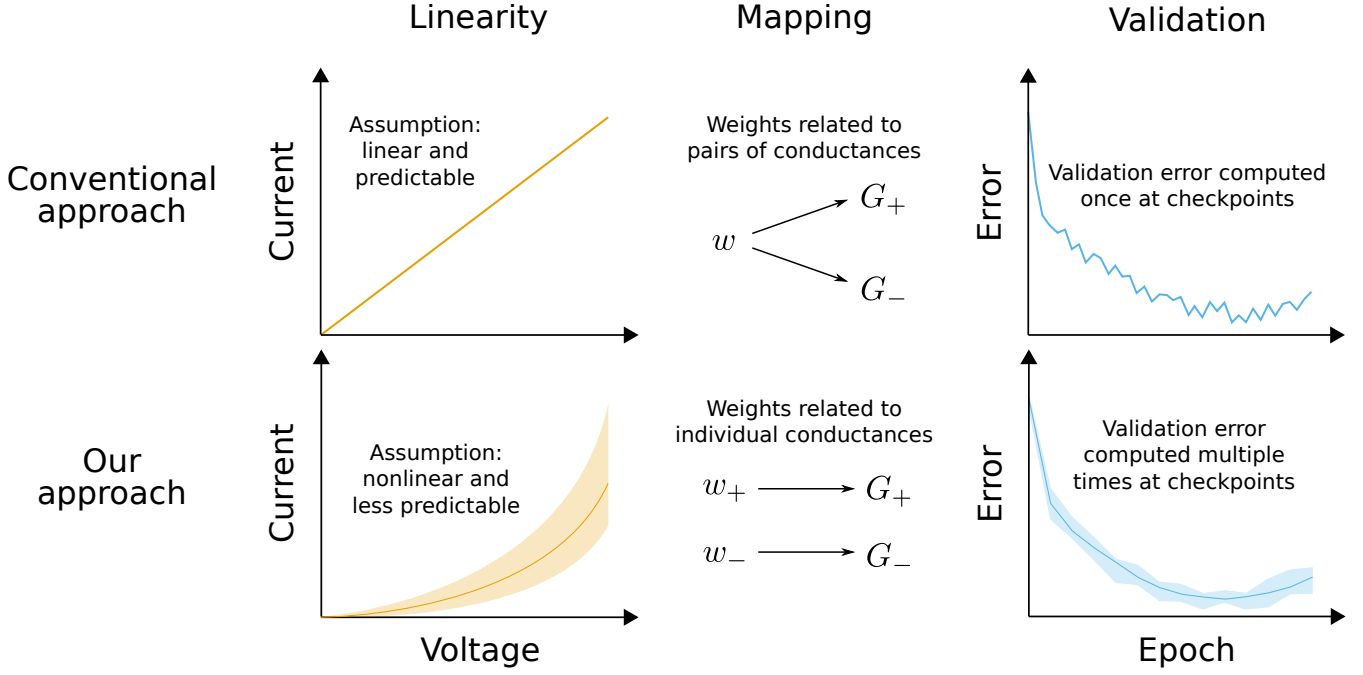 Linearity
Mapping
Validation
Conventional
approach
Current
Assumption:
linear and
predictable
Weights related to
pairs of conductances
w
G+
G−
Error
Validation error computed
once at checkpoints
Our
approach
Current
Assumption:
nonlinear and
less predictable
Voltage
Weights related to
individual conductances
w+
G+
w−
G−
Error
Validation error
computed multiple
times at checkpoints
Epoch